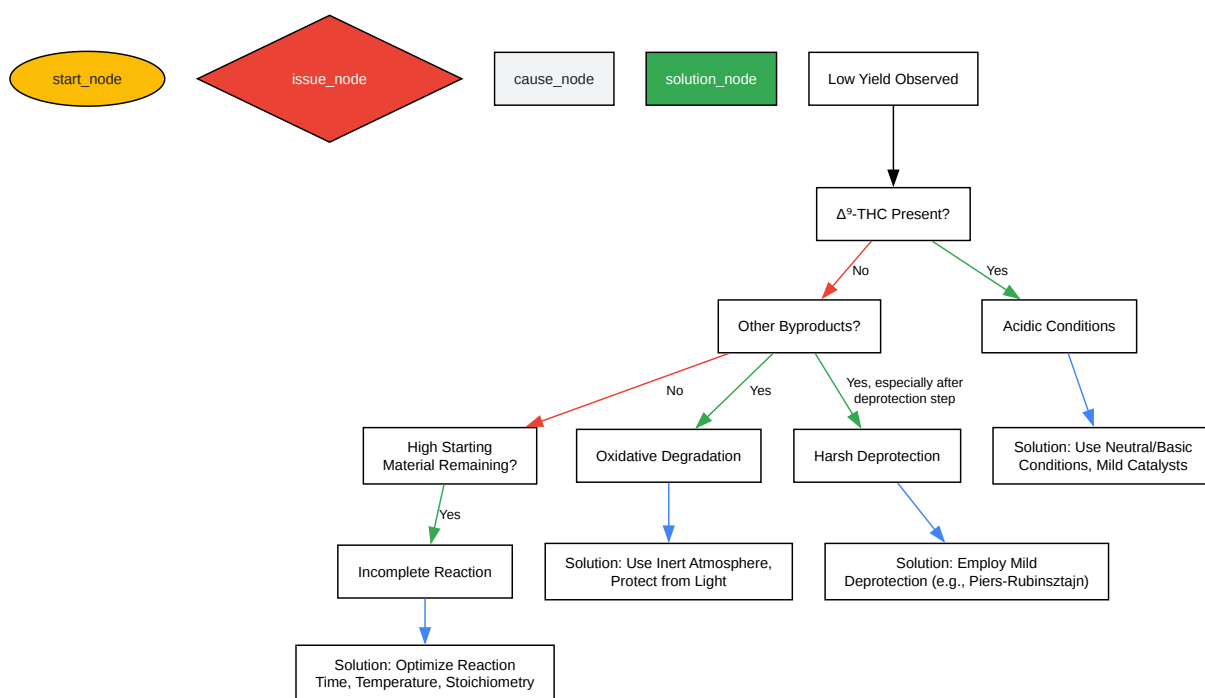 start_node
issue_node
cause_node
solution_node
Low Yield Observed
Δ⁹-THC Present?
No
Yes
Other Byproducts?
Acidic Conditions
No
Yes
Yes, especially after
deprotection step
High Starting
Material Remaining?
Oxidative Degradation
Harsh Deprotection
Solution: Use Neutral/Basic
Conditions, Mild Catalysts
Yes
Incomplete Reaction
Solution: Use Inert Atmosphere,
Protect from Light
Solution: Employ Mild
Deprotection (e.g., Piers-Rubinsztajn)
Solution: Optimize Reaction
Time, Temperature, Stoichiometry